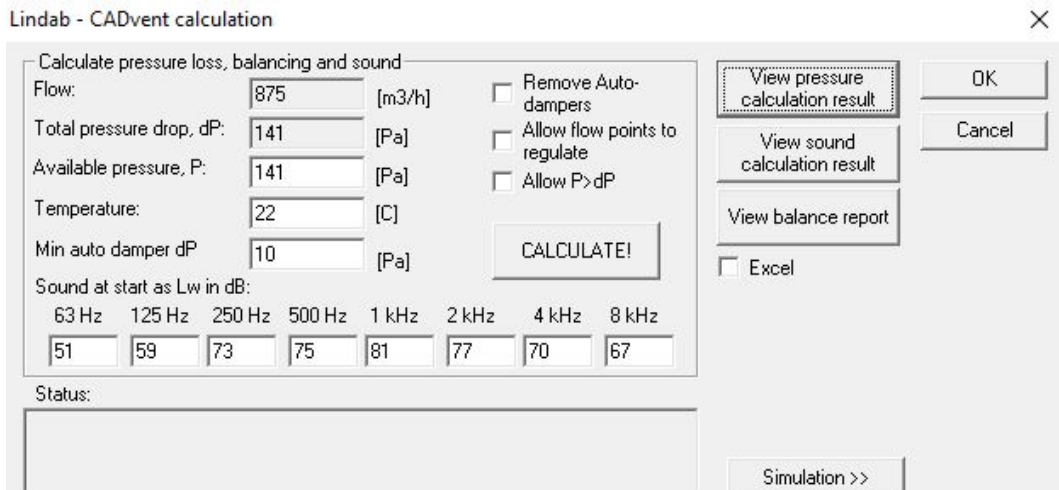 Lindab - CADvent calculation
Calculate pressure loss, balancing and sound
Flow: 875 [m3/h]
Total pressure drop, dP: 141 [Pa]
Available pressure, P: 141 [Pa]
Temperature: 22 [C]
Min auto damper dP 10 [Pa]
Remove Auto-
dampers
Allow flow points to
regulate
Allow P>dP
CALCULATE!
Sound at start as Lw in dB:
63 Hz 125 Hz 250 Hz 500 Hz 1 kHz 2 kHz 4 kHz 8 kHz
51 59 73 75 81 77 70 67
View pressure
calculation result
View sound
calculation result
View balance report
Excel
OK
Cancel
Status:
Simulation >>